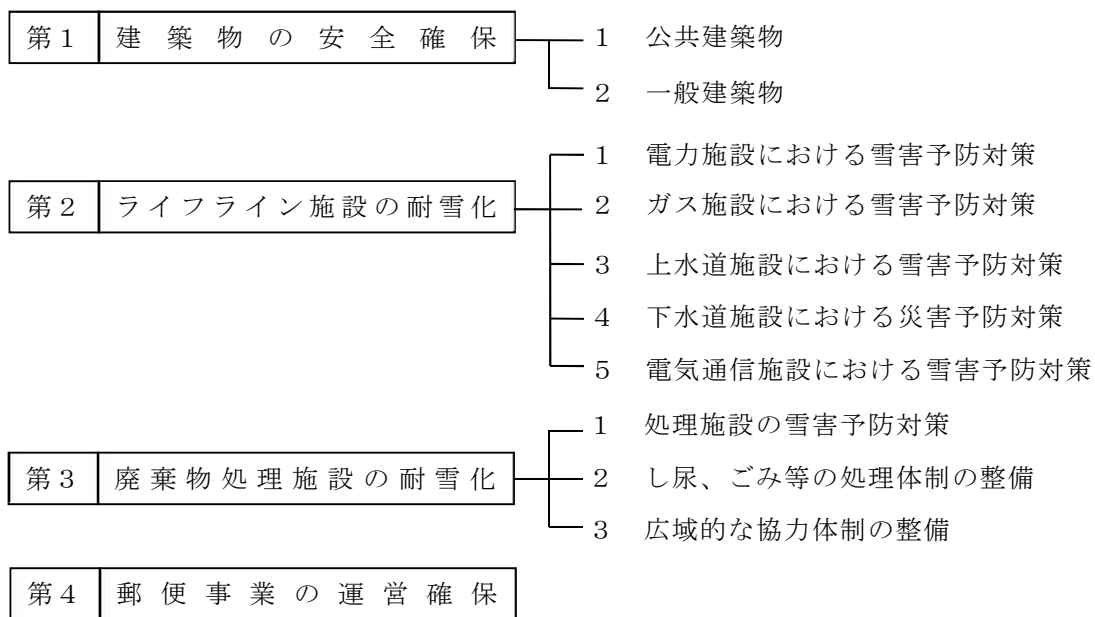 第１ 建築物の安全確保
１ 公共建築物
２ 一般建築物
第２ ライフライン施設の耐雪化
１ 電力施設における雪害予防対策
２ ガス施設における雪害予防対策
３ 上水道施設における雪害予防対策
４ 下水道施設における災害予防対策
５ 電気通信施設における雪害予防対策
第３ 廃棄物処理施設の耐雪化
１ 処理施設の雪害予防対策
２ し尿、ごみ等の処理体制の整備
３ 広域的な協力体制の整備
第４ 郵便事業の運営確保